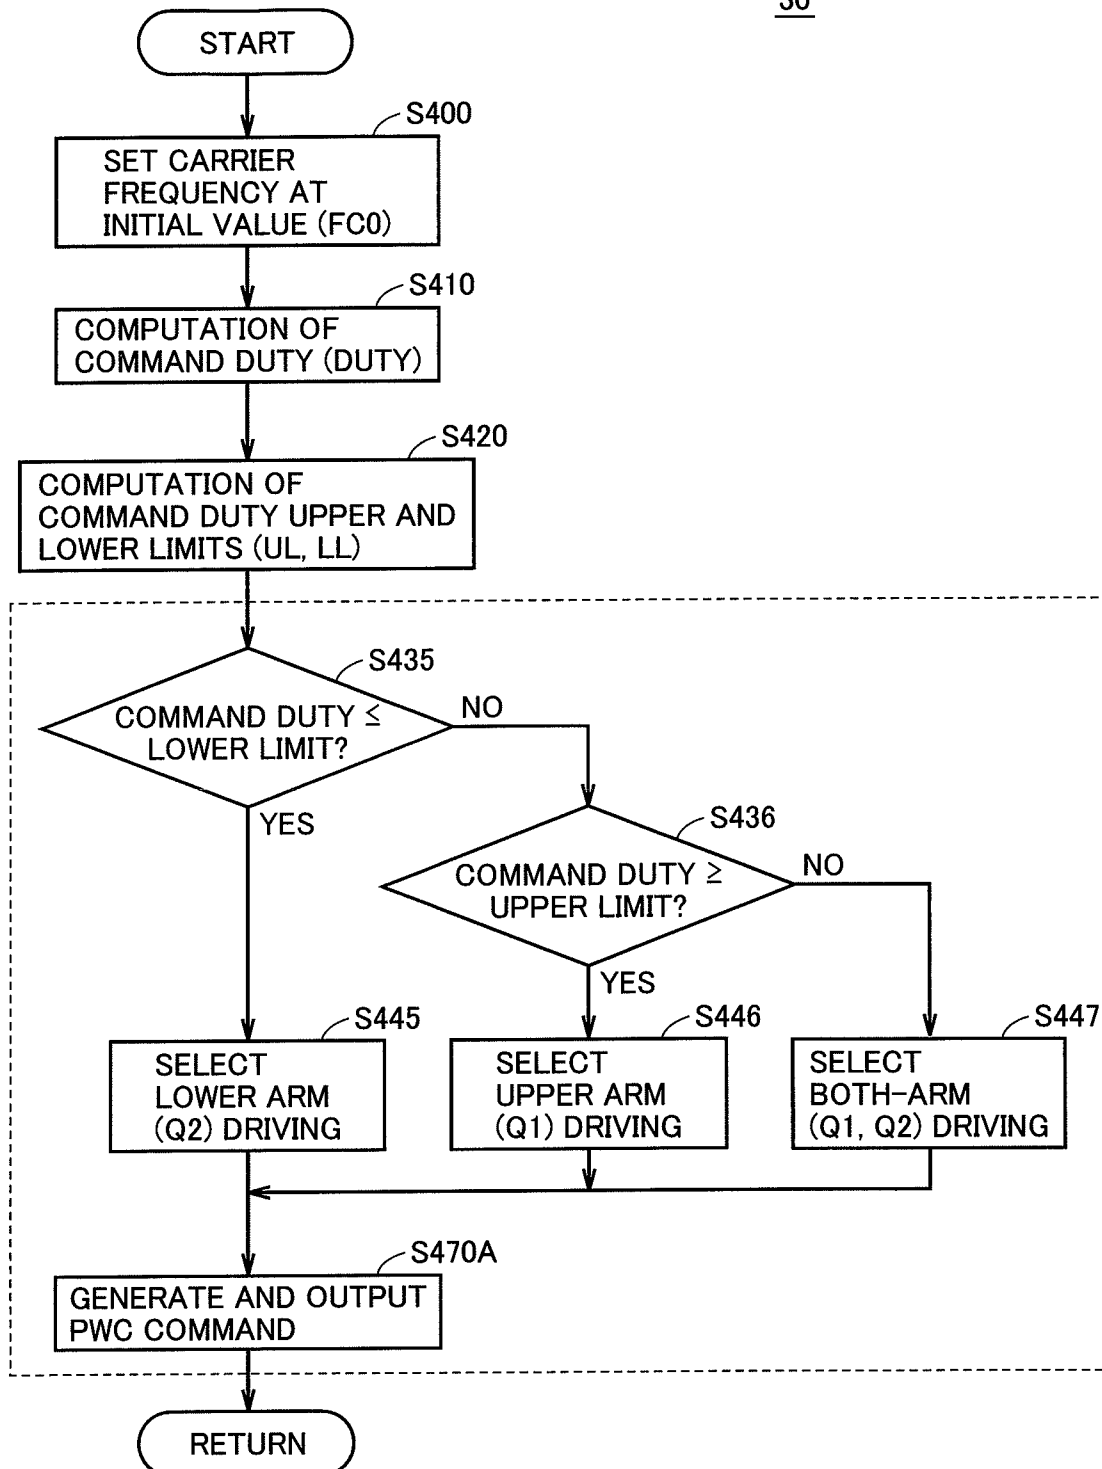 START
S400
SET CARRIER
FREQUENCY AT
INITIAL VALUE (FC0)
S410
COMPUTATION OF
COMMAND DUTY (DUTY)
S420
COMPUTATION OF
COMMAND DUTY UPPER AND
LOWER LIMITS (UL, LL)
S435
COMMAND DUTY ≤
LOWER LIMIT?
NO
YES
S436
COMMAND DUTY ≥
UPPER LIMIT?
NO
YES
S445
SELECT
LOWER ARM
(Q2) DRIVING
S446
SELECT
UPPER ARM
(Q1) DRIVING
S447
SELECT
BOTH-ARM
(Q1, Q2) DRIVING
S470A
GENERATE AND OUTPUT
PWC COMMAND
RETURN